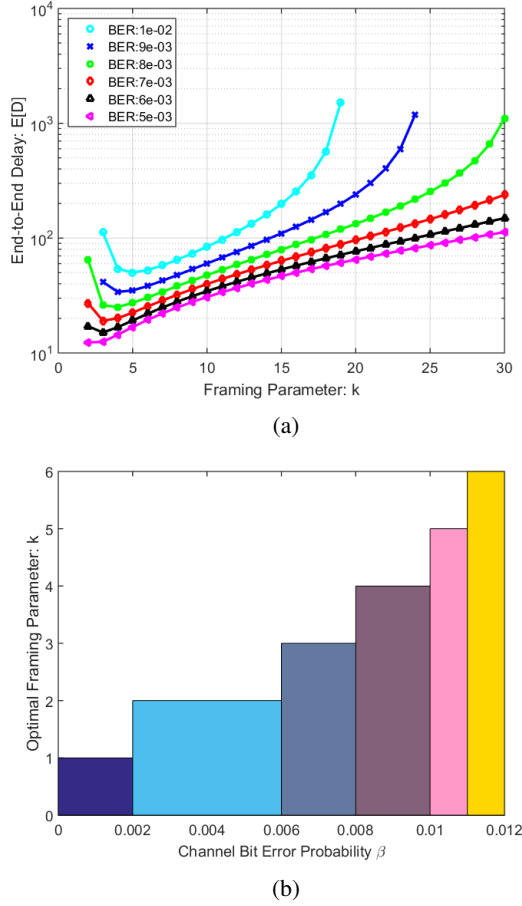 10^4
BER:1e-02
BER:9e-03
BER:8e-03
BER:7e-03
BER:6e-03
BER:5e-03
10^3
10^2
10^1
End-to-End Delay: E[D]
0 5 10 15 20 25 30
Framing Parameter: k
(a)
6
5
4
3
2
1
0
Optimal Framing Parameter: k
0 0.002 0.004 0.006 0.008 0.01 0.012
Channel Bit Error Probability β
(b)